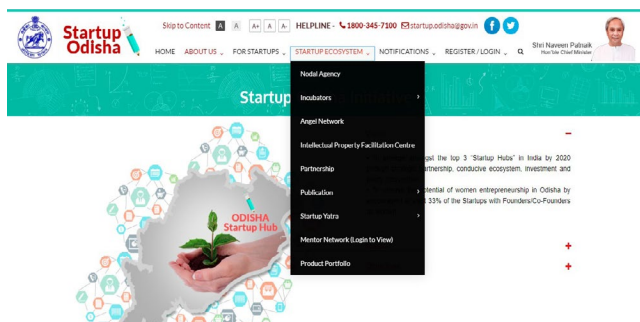 Startup
Odisha
Skip to Content A A A+ A A- HELPLINE - 1800-345-7100 startup.odisha@gov.in
HOME ABOUT US FOR STARTUPS STARTUP ECOSYSTEM NOTIFICATIONS REGISTER / LOGIN
Shri Naveen Patnaik
Hon'ble Chief Minister
Startup
Nodal Agency
Incubators
Angel Network
Intellectual Property Facilitation Centre
Partnership
Publication
Startup Yatra
Mentor Network (Login to View)
Product Portfolio
the top 3 "Startup Hubs" in India by 2020
conducive ecosystem, investment and
of women entrepreneurship in Odisha by
33% of the Startups with Founders/Co-Founders
ODISHA
Startup Hub